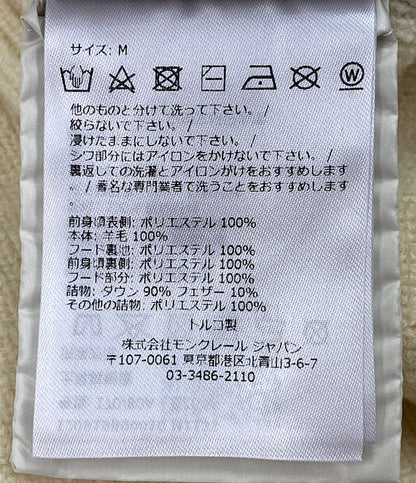 サイズ: M
他のものと分けて洗って下さい。/
絞らないで下さい。/
浸けたままにしないで下さい。/
シワ部分にはアイロンをかけないで下さい。/
裏返しての洗濯とアイロンがけをおすすめします
。/ 著名な専門業者で洗うことをおすすめします
。
前身頃表側: ポリエステル 100%
本体: 羊毛 100%
フード裏地: ポリエステル 100%
前身頃裏側: ポリエステル 100%
フード部分: ポリエステル 100%
詰物: ダウン 90% フェザー 10%
その他の詰物: ポリエステル 100%
トルコ製
株式会社モンクレール ジャパン
〒107-0061 東京都港区北青山3-6-7
03-3486-2110